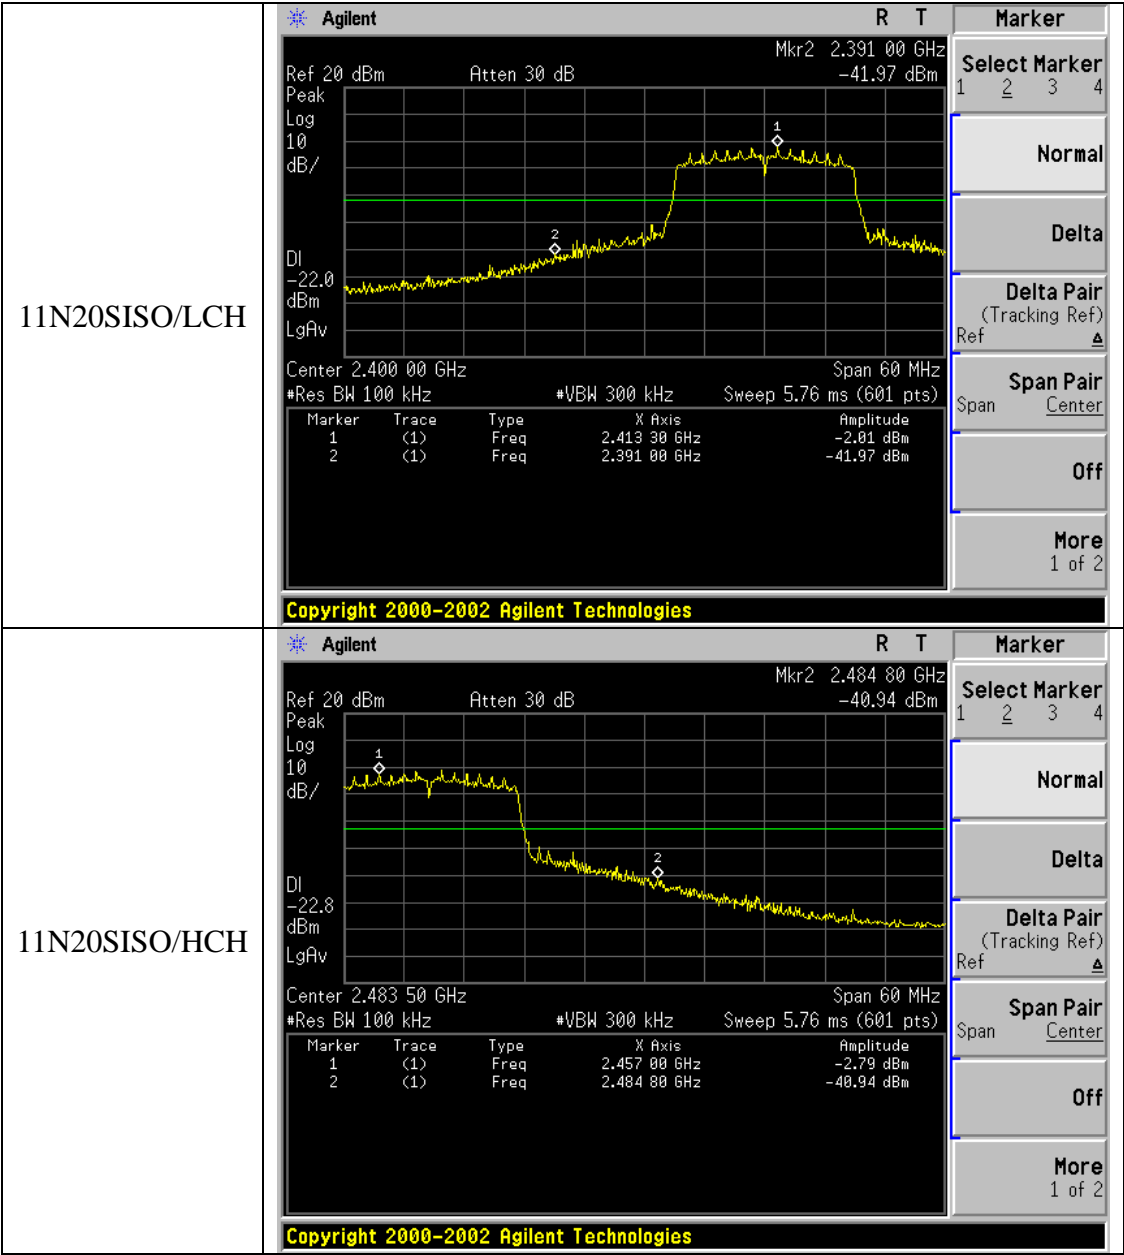 11N20SISO/LCH
Agilent R T Marker
Mkr2 2.391 00 GHz
Ref 20 dBm Atten 30 dB -41.97 dBm
Select Marker
1 2 3 4
Peak
Log
10
dB/
1
2
Normal
Delta
DI
-22.0
dBm
LgAv
Delta Pair
(Tracking Ref)
Ref Δ
Center 2.400 00 GHz Span 60 MHz
#Res BW 100 kHz #VBW 300 kHz Sweep 5.76 ms (601 pts)
Span Pair
Span Center
Marker Trace Type X Axis Amplitude
1 (1) Freq 2.413 30 GHz -2.01 dBm
2 (1) Freq 2.391 00 GHz -41.97 dBm
Off
More
1 of 2
Copyright 2000-2002 Agilent Technologies
11N20SISO/HCH
Agilent R T Marker
Mkr2 2.484 80 GHz
Ref 20 dBm Atten 30 dB -40.94 dBm
Select Marker
1 2 3 4
Peak
Log
10
dB/
1
2
Normal
Delta
DI
-22.8
dBm
LgAv
Delta Pair
(Tracking Ref)
Ref Δ
Center 2.483 50 GHz Span 60 MHz
#Res BW 100 kHz #VBW 300 kHz Sweep 5.76 ms (601 pts)
Span Pair
Span Center
Marker Trace Type X Axis Amplitude
1 (1) Freq 2.457 00 GHz -2.79 dBm
2 (1) Freq 2.484 80 GHz -40.94 dBm
Off
More
1 of 2
Copyright 2000-2002 Agilent Technologies